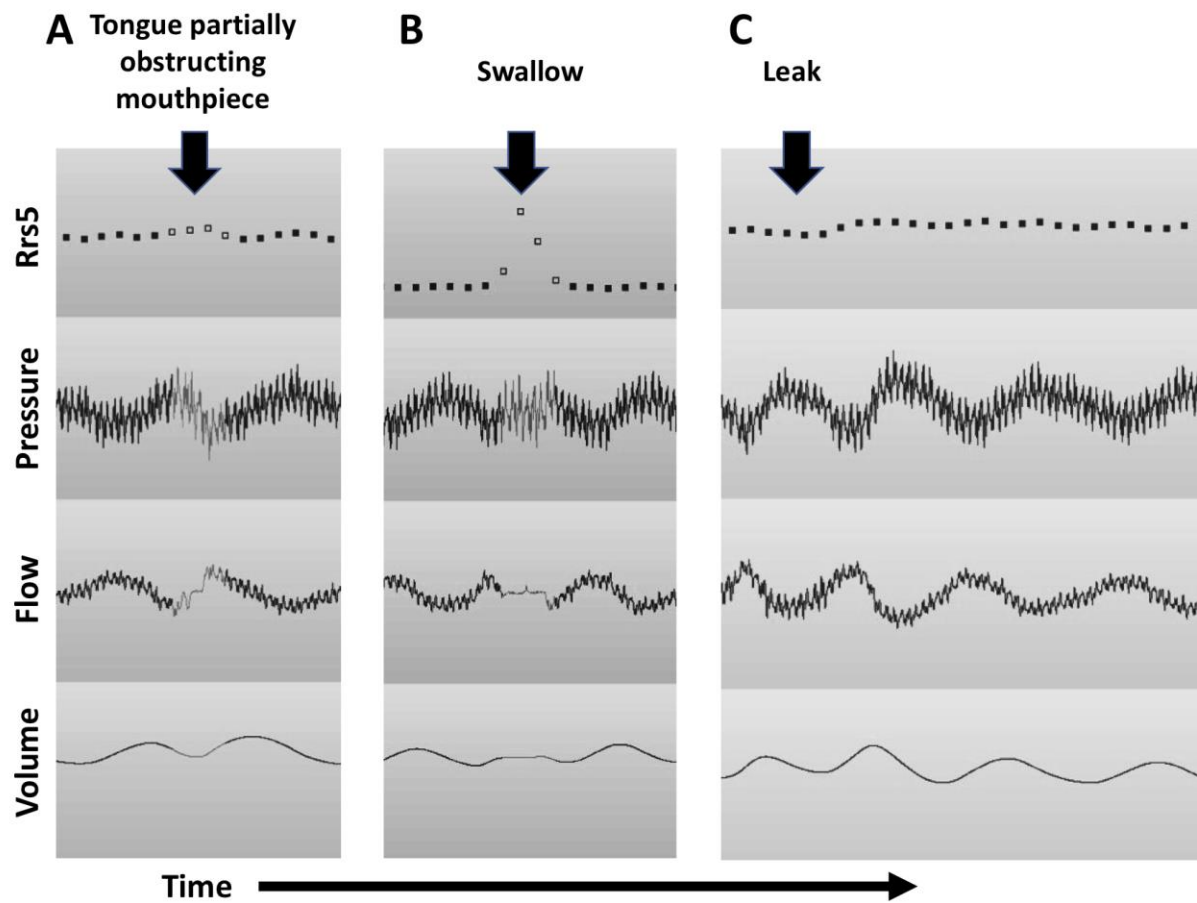 A Tongue partially
obstructing
mouthpiece
B
Swallow
C
Leak
Rrs5
Pressure
Flow
Volume
Time